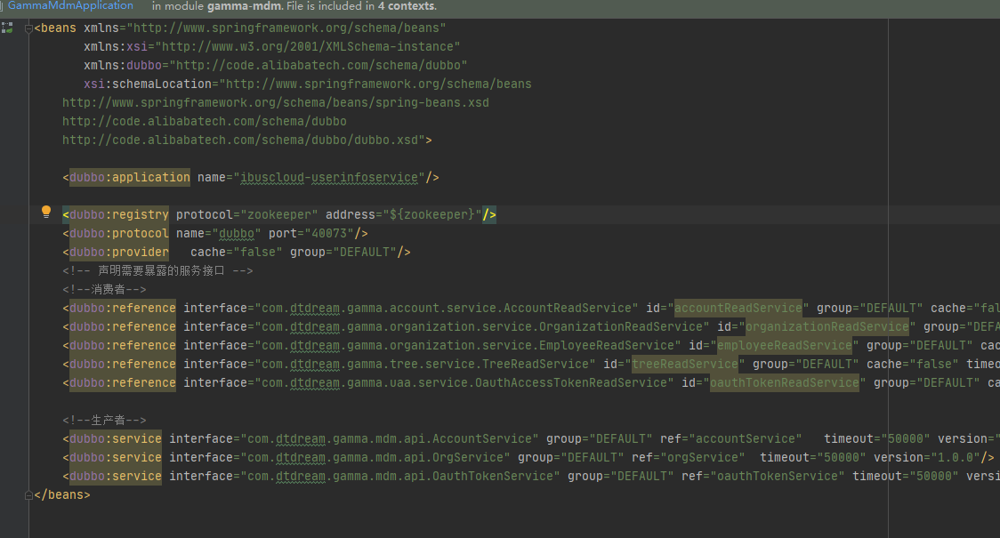 GammaMdmApplication in module gamma-mdm. File is included in 4 contexts.
<beans xmlns="http://www.springframework.org/schema/beans"
xmlns:xsi="http://www.w3.org/2001/XMLSchema-instance"
xmlns:dubbo="http://code.alibabatech.com/schema/dubbo"
xsi:schemaLocation="http://www.springframework.org/schema/beans
http://www.springframework.org/schema/beans/spring-beans.xsd
http://code.alibabatech.com/schema/dubbo
http://code.alibabatech.com/schema/dubbo/dubbo.xsd">
<dubbo:application name="ibuscloud-userinfoservice"/>
<dubbo:registry protocol="zookeeper" address="${zookeeper}"/>
<dubbo:protocol name="dubbo" port="40073"/>
<dubbo:provider cache="false" group="DEFAULT"/>
<!-- 声明需要暴露的服务接口 -->
<!--消费者-->
<dubbo:reference interface="com.dtdream.gamma.account.service.AccountReadService" id="accountReadService" group="DEFAULT" cache="fal
<dubbo:reference interface="com.dtdream.gamma.organization.service.OrganizationReadService" id="organizationReadService" group="DEFA
<dubbo:reference interface="com.dtdream.gamma.organization.service.EmployeeReadService" id="employeeReadService" group="DEFAULT" cac
<dubbo:reference interface="com.dtdream.gamma.tree.service.TreeReadService" id="treeReadService" group="DEFAULT" cache="false" timeo
<dubbo:reference interface="com.dtdream.gamma.uaa.service.OauthAccessTokenReadService" id="oauthTokenReadService" group="DEFAULT" ca
<!--生产者-->
<dubbo:service interface="com.dtdream.gamma.mdm.api.AccountService" group="DEFAULT" ref="accountService" timeout="50000" version="
<dubbo:service interface="com.dtdream.gamma.mdm.api.OrgService" group="DEFAULT" ref="orgService" timeout="50000" version="1.0.0"/>
<dubbo:service interface="com.dtdream.gamma.mdm.api.OauthTokenService" group="DEFAULT" ref="oauthTokenService" timeout="50000" versi
</beans>